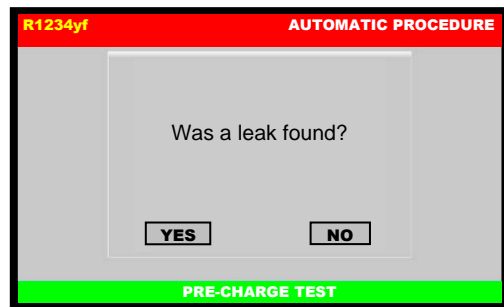 R1234yf AUTOMATIC PROCEDURE
Was a leak found?
YES NO
PRE-CHARGE TEST